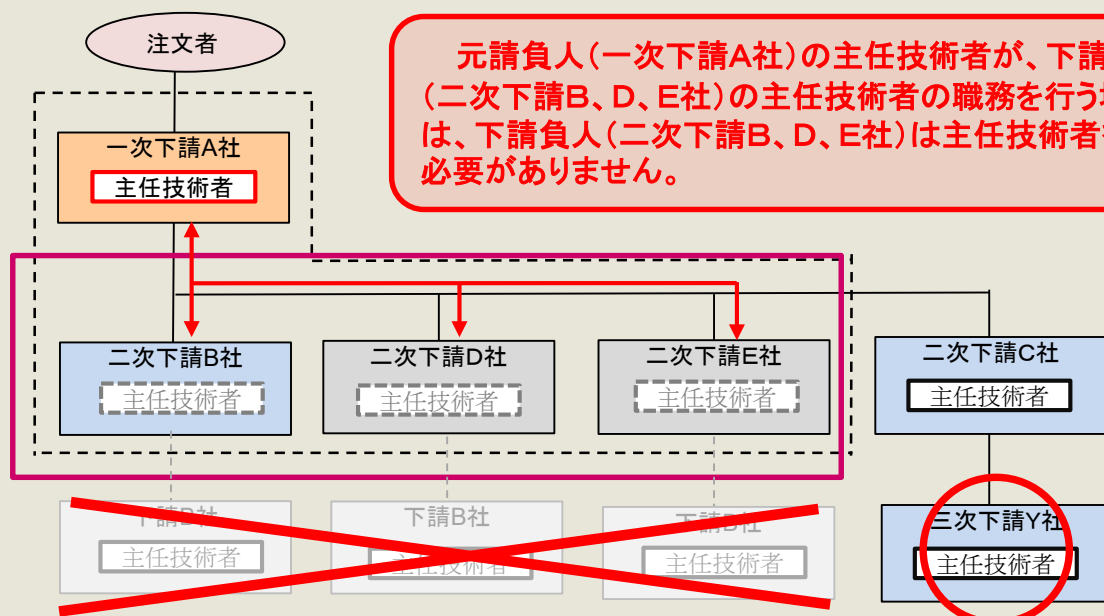 注文者
元請負人(一次下請A社)の主任技術者が、下請
(二次下請B、D、E社)の主任技術者の職務を行う
は、下請負人(二次下請B、D、E社)は主任技術者
必要がありません。
一次下請A社
主任技術者
二次下請B社
主任技術者
二次下請D社
主任技術者
二次下請E社
主任技術者
二次下請C社
主任技術者
下請B社
主任技術者
下請B社
主任技術者
下請B社
主任技術者
三次下請Y社
主任技術者